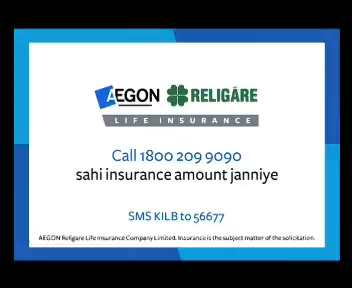 AEGON RELIGARE
LIFE INSURANCE
Call 1800 209 9090
sahi insurance amount janniye
SMS KILB to 56677
AEGON Religare Life Insurance Company Limited. Insurance is the subject matter of the solicitation.